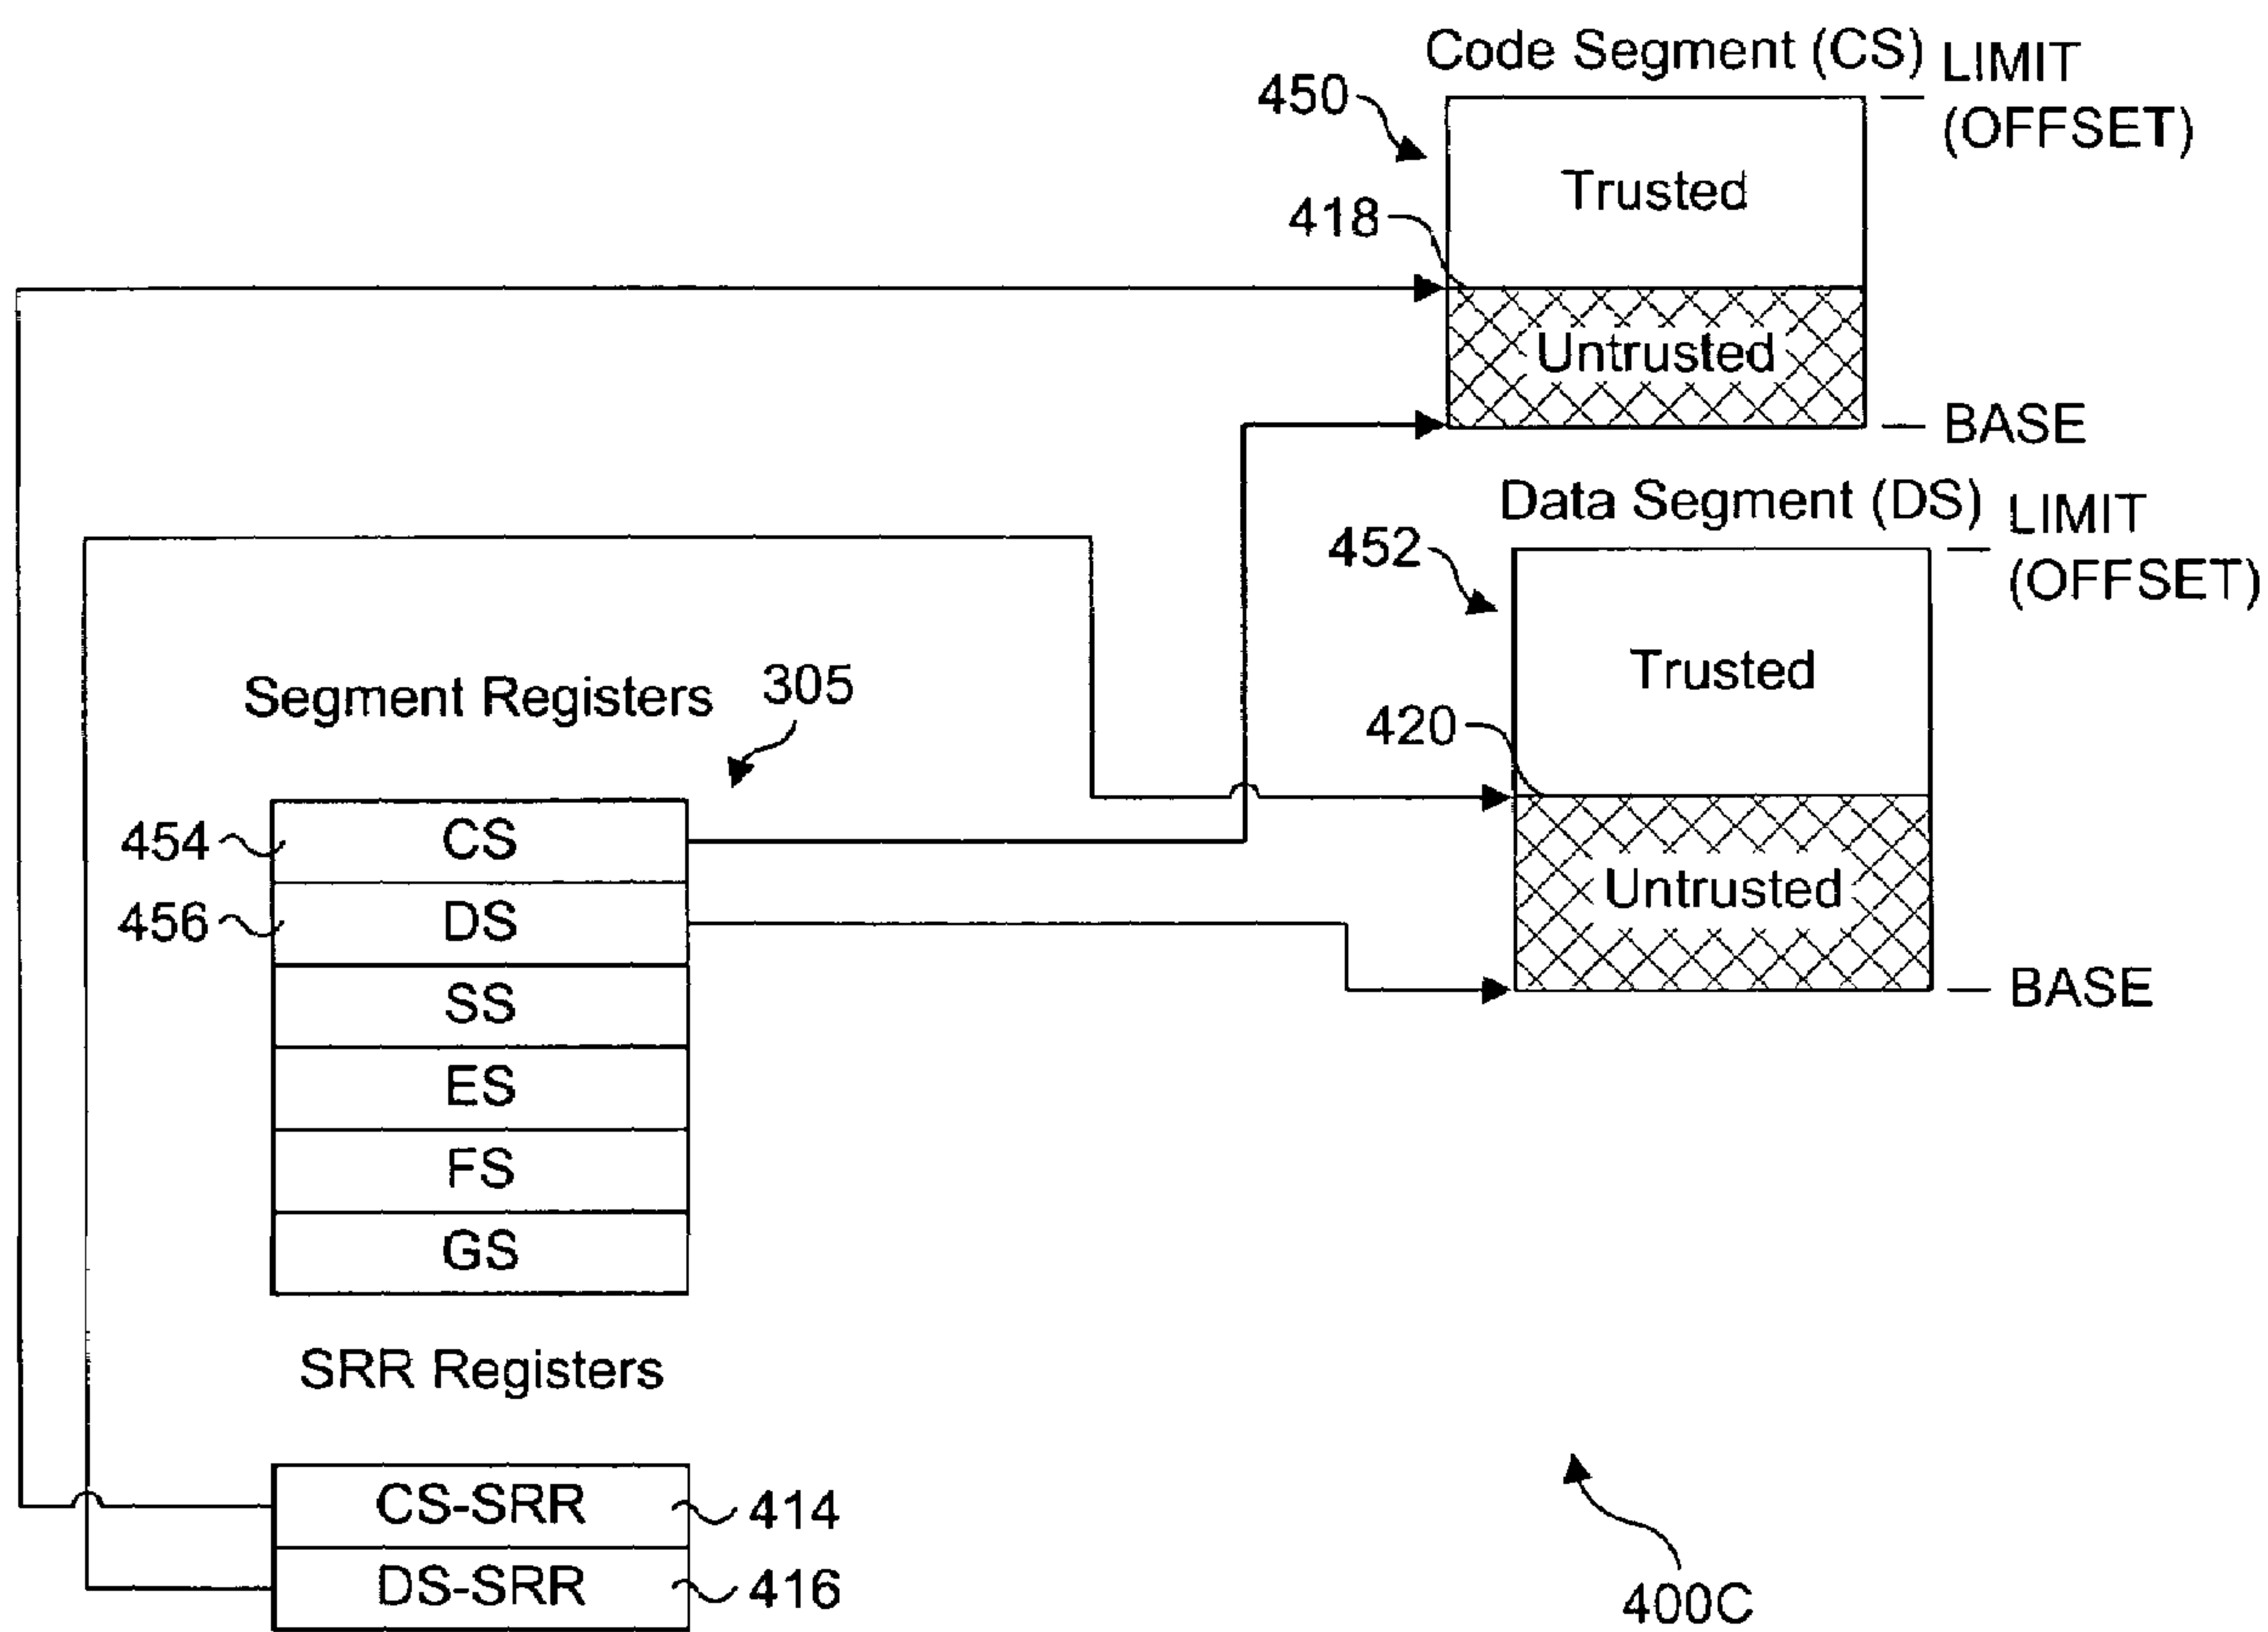 Code Segment (CS) LIMIT
(OFFSET)
450
Trusted
418
Untrusted
BASE
Data Segment (DS) LIMIT
(OFFSET)
452
Trusted
420
Untrusted
BASE
Segment Registers 305
454 CS
456 DS
SS
ES
FS
GS
SRR Registers
CS-SRR 414
DS-SRR 416
400C